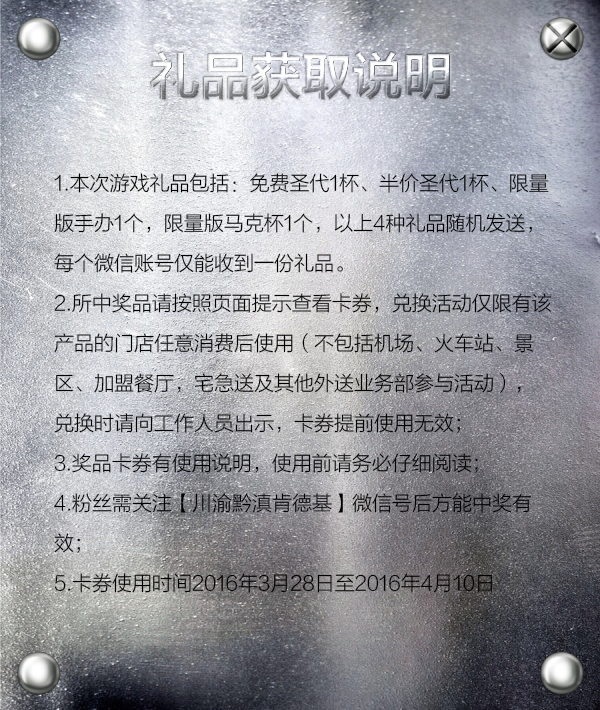 礼品获取说明
1.本次游戏礼品包括：免费圣代1杯、半价圣代1杯、限量
版手办1个，限量版马克杯1个，以上4种礼品随机发送，
每个微信账号仅能收到一份礼品。
2.所中奖品请按照页面提示查看卡券，兑换活动仅限有该
产品的门店任意消费后使用（不包括机场、火车站、景
区、加盟餐厅，宅急送及其他外送业务部参与活动），
兑换时请向工作人员出示，卡券提前使用无效；
3.奖品卡券有使用说明，使用前请务必仔细阅读；
4.粉丝需关注【川渝黔滇肯德基】微信号后方能中奖有
效；
5.卡券使用时间2016年3月28日至2016年4月10日